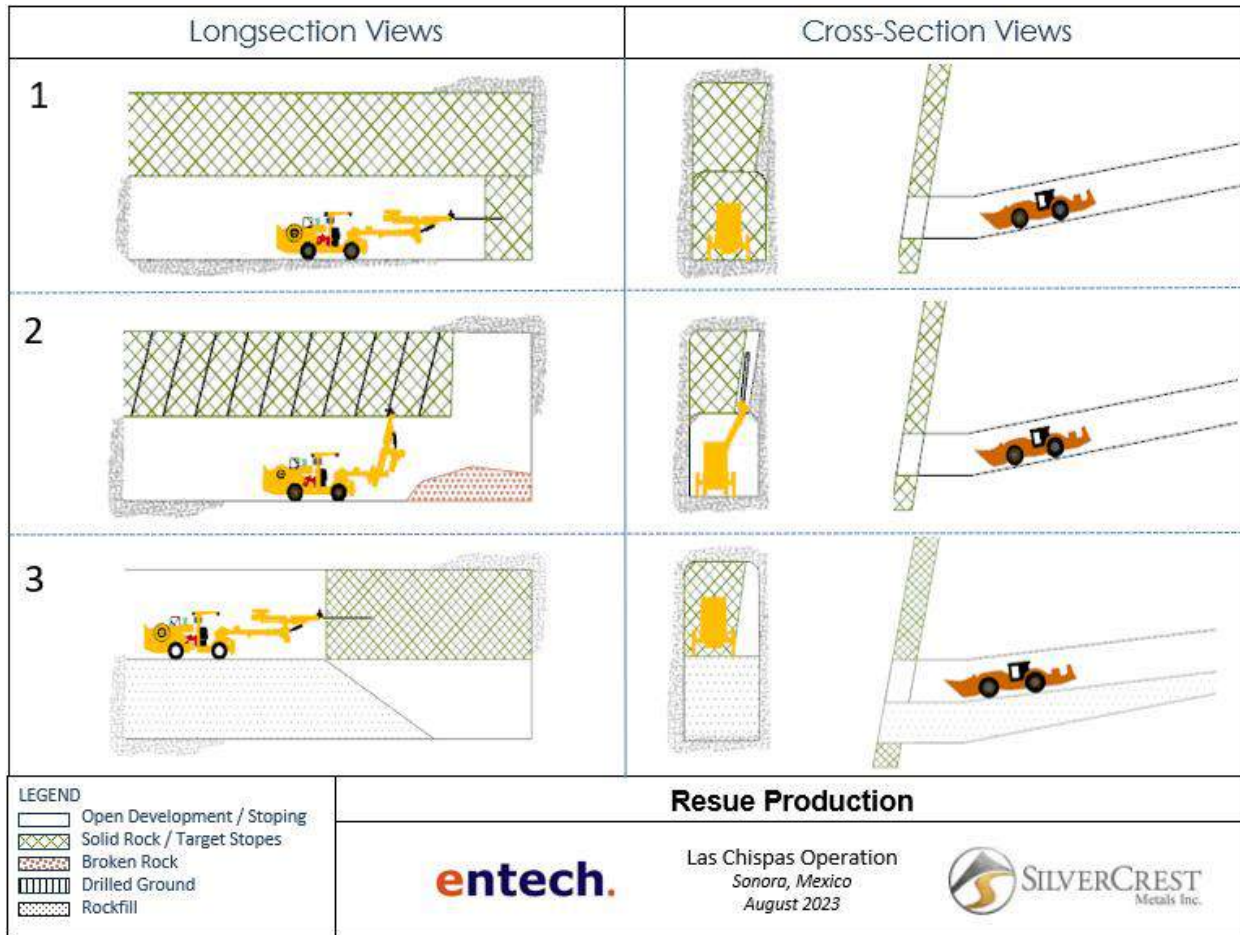 Longsection Views
Cross-Section Views
1
2
3
LEGEND
Open Development / Stoping
Solid Rock / Target Stopes
Broken Rock
Drilled Ground
Rockfill
Resue Production
entech.
Las Chispas Operation
Sonora, Mexico
August 2023
SILVERCREST
Metals Inc.